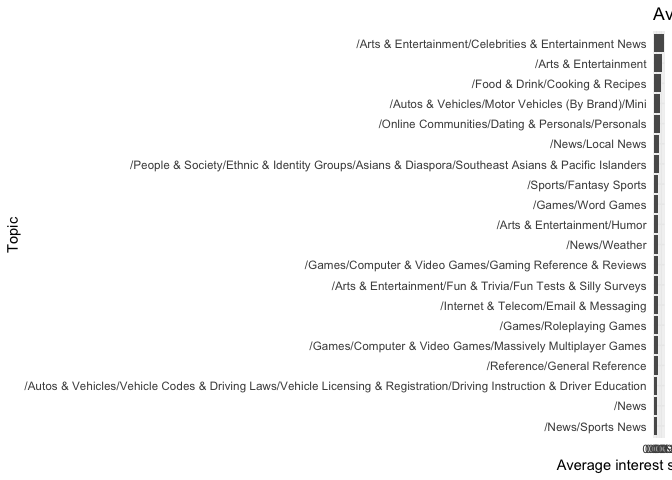 Av
/Arts & Entertainment/Celebrities & Entertainment News
/Arts & Entertainment
/Food & Drink/Cooking & Recipes
/Autos & Vehicles/Motor Vehicles (By Brand)/Mini
/Online Communities/Dating & Personals/Personals
/News/Local News
/People & Society/Ethnic & Identity Groups/Asians & Diaspora/Southeast Asians & Pacific Islanders
/Sports/Fantasy Sports
/Games/Word Games
/Arts & Entertainment/Humor
/News/Weather
/Games/Computer & Video Games/Gaming Reference & Reviews
/Arts & Entertainment/Fun & Trivia/Fun Tests & Silly Surveys
/Internet & Telecom/Email & Messaging
/Games/Roleplaying Games
/Games/Computer & Video Games/Massively Multiplayer Games
/Reference/General Reference
/Autos & Vehicles/Vehicle Codes & Driving Laws/Vehicle Licensing & Registration/Driving Instruction & Driver Education
/News
/News/Sports News
Topic
Average interest s